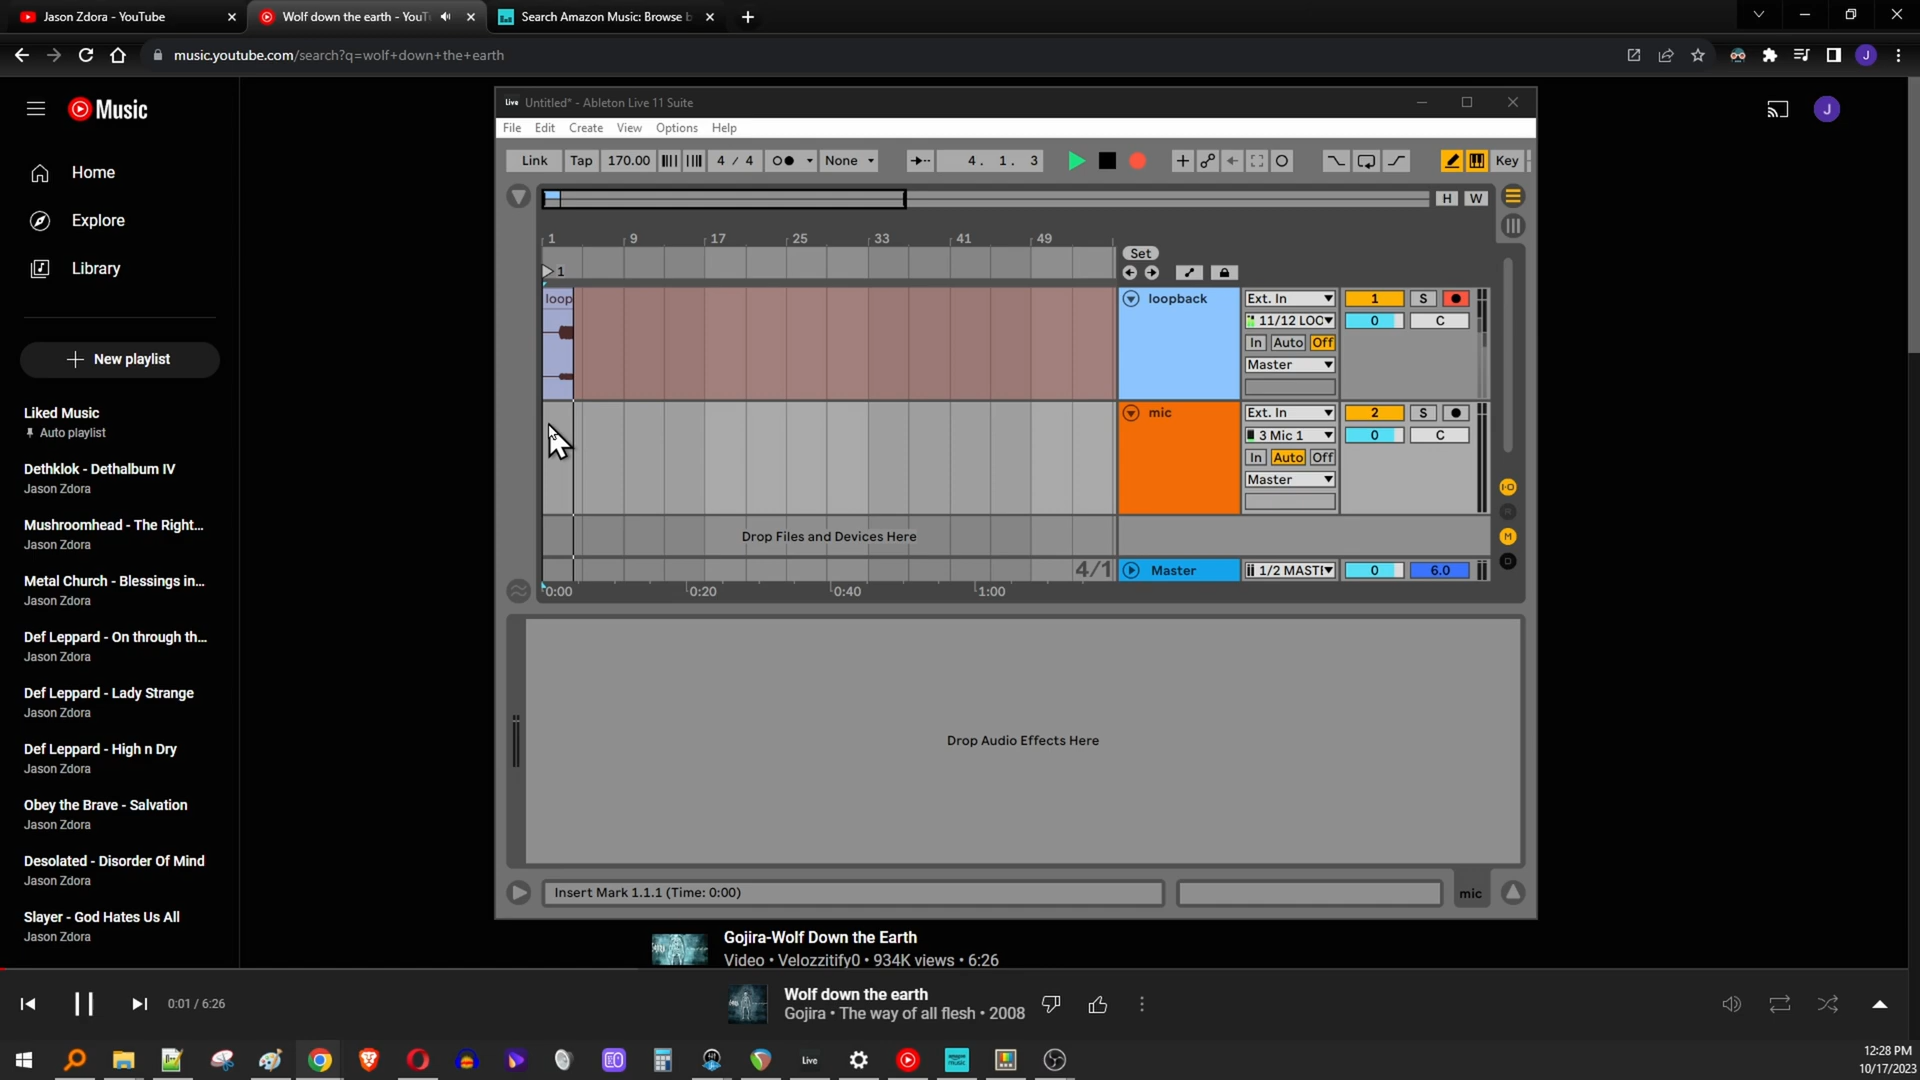 Jason Zdora - YouTube
Wolf down the earth - YouT
Search Amazon Music: Browse b
music.youtube.com/search?q=wolf+down+the+earth
J
Music
J
Home
Explore
Library
New playlist
Liked Music
Auto playlist
Dethklok - Dethalbum IV
Jason Zdora
Mushroomhead - The Right...
Jason Zdora
Metal Church - Blessings in...
Jason Zdora
Def Leppard - On through th...
Jason Zdora
Def Leppard - Lady Strange
Jason Zdora
Def Leppard - High n Dry
Jason Zdora
Obey the Brave - Salvation
Jason Zdora
Desolated - Disorder Of Mind
Jason Zdora
Slayer - God Hates Us All
Jason Zdora
Live Untitled* - Ableton Live 11 Suite
File Edit Create View Options Help
Link Tap 170.00 4 / 4 None 4. 1. 3 Key
H W
1 9 17 25 33 41 49
Set
1
loop
loopback Ext. In 1 S
11/12 LOO 0 C
In Auto Off
Master
mic Ext. In 2 S
3 Mic 1 0 C
In Auto Off
Master
Drop Files and Devices Here
4/1 Master 1/2 MASTE 0 6.0
0:00 0:20 0:40 1:00
I·O
R
M
D
Drop Audio Effects Here
Insert Mark 1.1.1 (Time: 0:00)
mic
Gojira-Wolf Down the Earth
Video • Velozzitify0 • 934K views • 6:26
0:01 / 6:26
Wolf down the earth
Gojira • The way of all flesh • 2008
Live
12:28 PM
10/17/2023